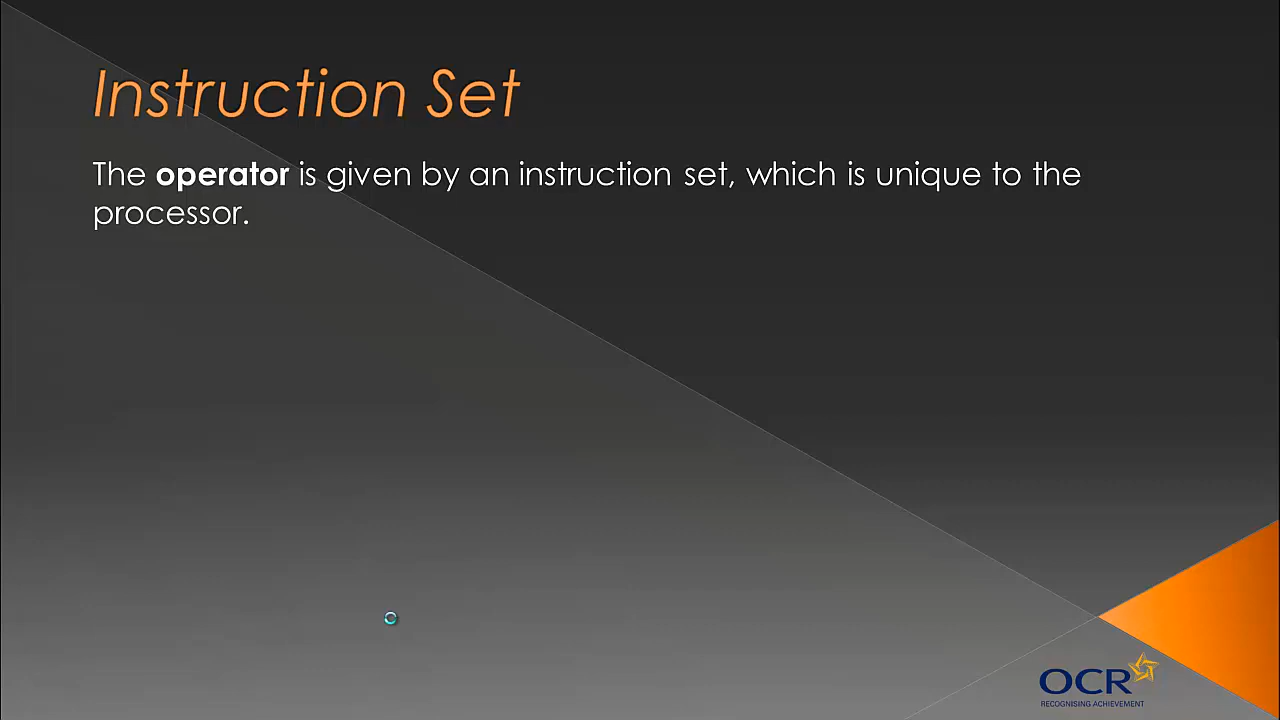 Instruction Set
The operator is given by an instruction set, which is unique to the
processor.
OCR
RECOGNISING ACHIEVEMENT